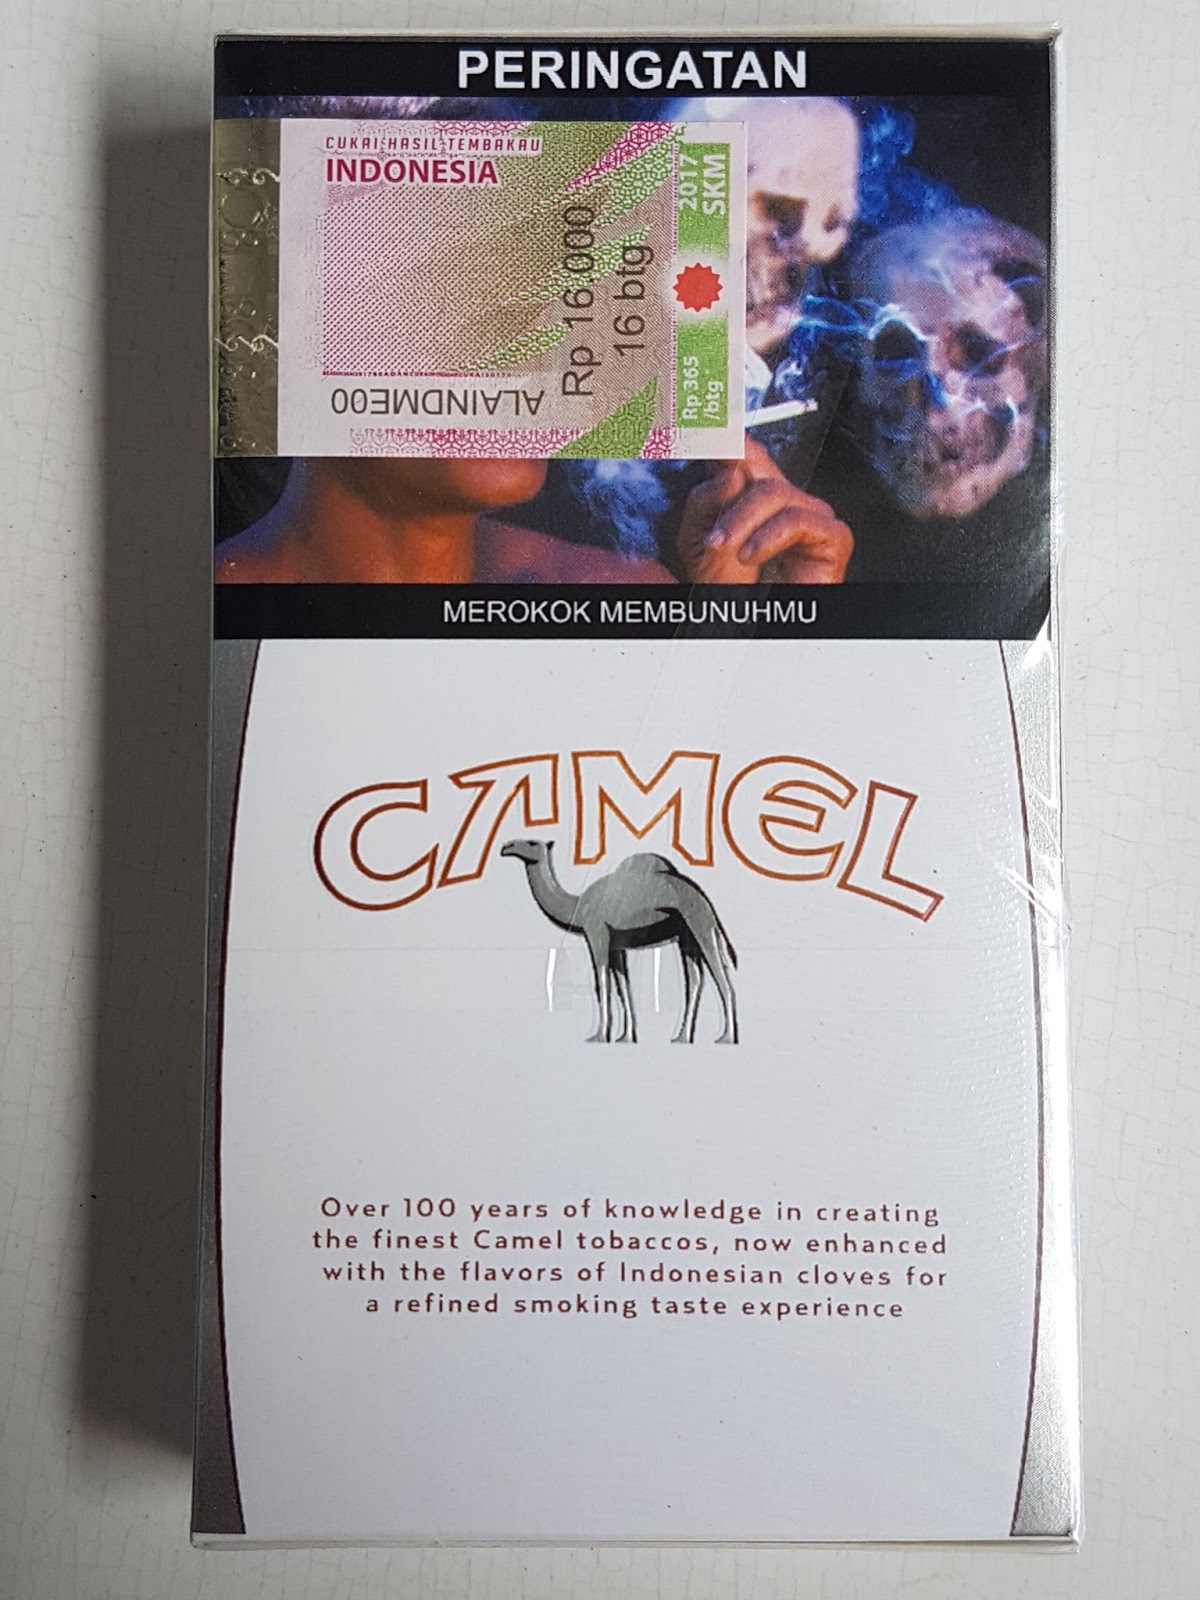 PERINGATAN
CUKAI HASIL TEMBAKAU
INDONESIA
2017
SKM
Rp 16 000
16 btg
Rp 365
/btg
ALAINDME00
MEROKOK MEMBUNUHMU
CAMEL
Over 100 years of knowledge in creating
the finest Camel tobaccos, now enhanced
with the flavors of Indonesian cloves for
a refined smoking taste experience